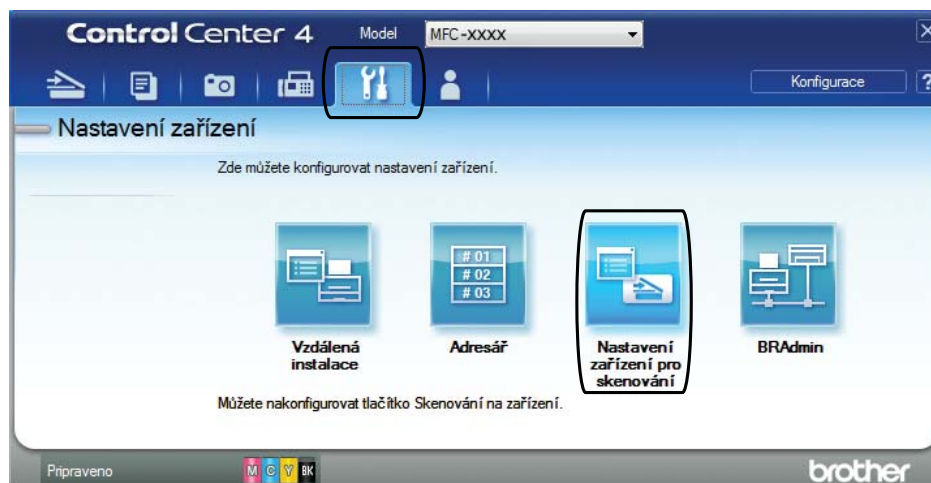 Control Center 4 Model MFC-XXXX
Konfigurace ?
Nastavení zařízení
Zde můžete konfigurovat nastavení zařízení.
# 01
# 02
# 03
Vzdálená
instalace
Adresář
Nastavení
zařízení pro
skenování
BRAdmin
Můžete nakonfigurovat tlačítko Skenování na zařízení.
Pripraveno M C Y BK brother